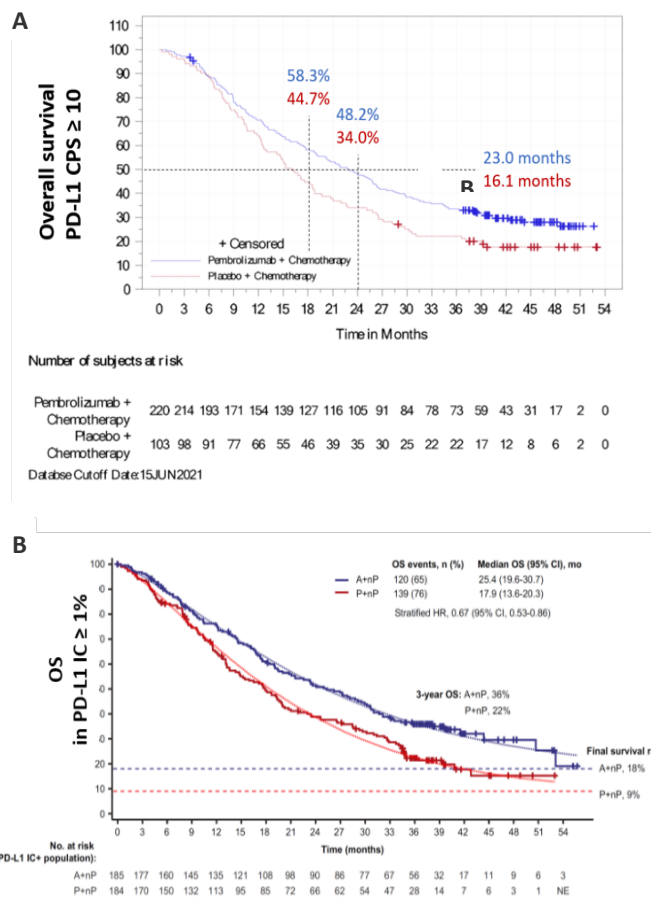 A
Overall survival
PD-L1 CPS ≥ 10
110
100
90
80
70
60
50
40
30
20
10
0
58.3%
44.7%
48.2%
34.0%
23.0 months
B
16.1 months
+ Censored
Pembrolizumab + Chemotherapy
Placebo + Chemotherapy
0 3 6 9 12 15 18 21 24 27 30 33 36 39 42 45 48 51 54
Time in Months
Number of subjects at risk
Pembrolizumab +
Chemotherapy
220 214 193 171 154 139 127 116 105 91 84 78 73 59 43 31 17 2 0
Placebo +
Chemotherapy
103 98 91 77 66 55 46 39 35 30 25 22 22 17 12 8 6 2 0
Databse Cutoff Date:15JUN2021
B
OS
in PD-L1 IC ≥ 1%
100
20
10
0
OS events, n (%) Median OS (95% CI), mo
A+nP 120 (65) 25.4 (19.6-30.7)
P+nP 139 (76) 17.9 (13.6-20.3)
Stratified HR, 0.67 (95% CI, 0.53-0.86)
3-year OS: A+nP, 36%
P+nP, 22%
Final survival r
A+nP, 18%
P+nP, 9%
0 3 6 9 12 15 18 21 24 27 30 33 36 39 42 45 48 51 54
Time (months)
No. at risk
PD-L1 IC+ population):
A+nP 185 177 160 145 135 121 108 98 90 86 77 67 56 32 17 11 9 6 3
P+nP 184 170 150 132 113 95 85 72 66 62 54 47 28 14 7 6 3 1 NE